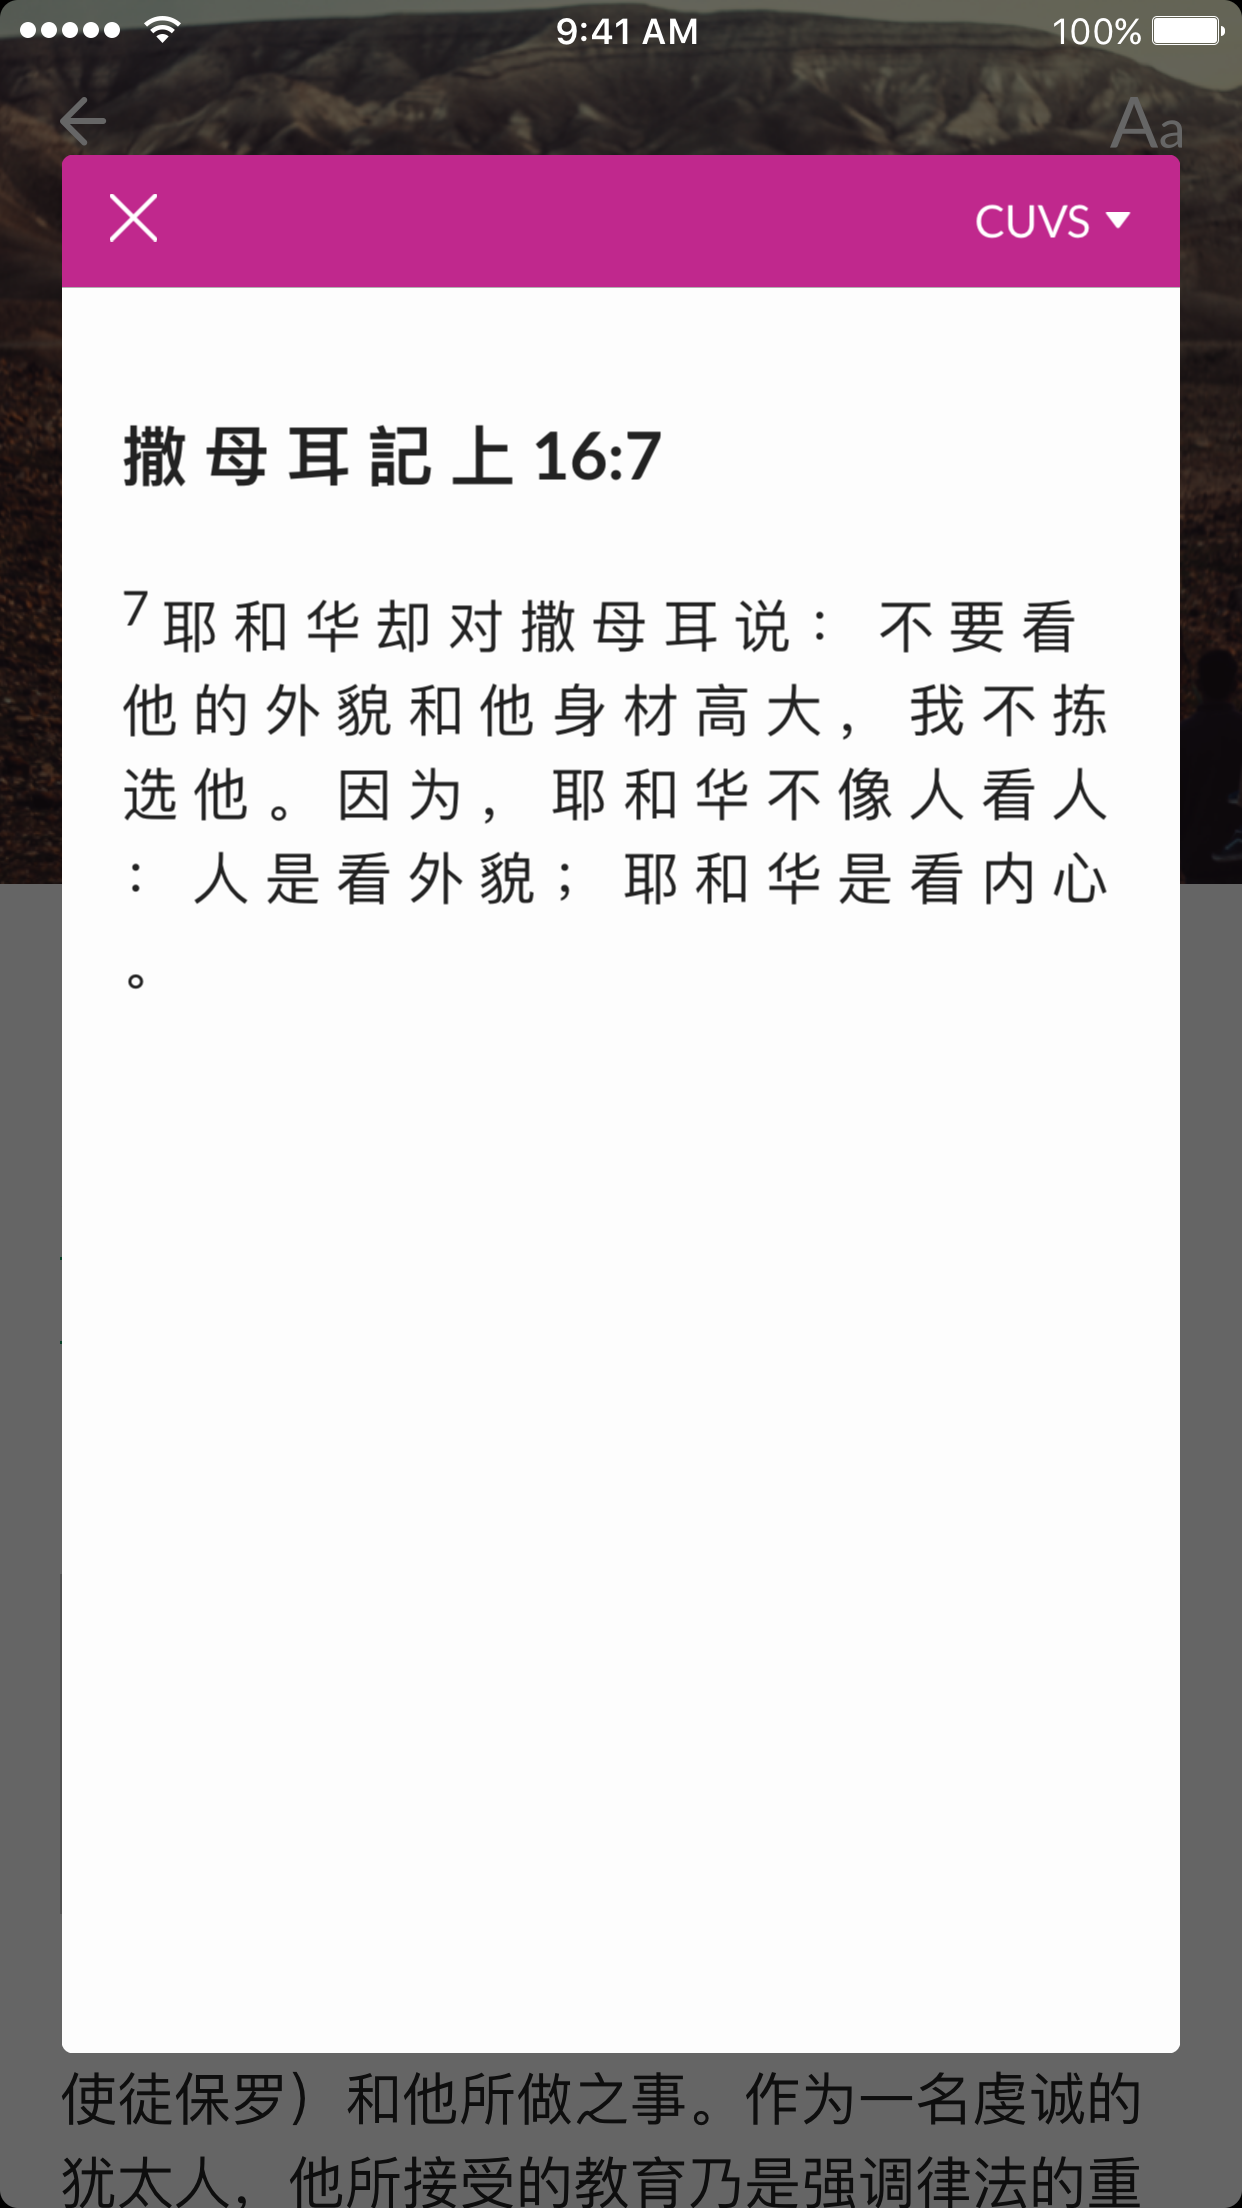 9:41 AM
100%
Aa
CUVS
撒母耳記上 16:7
7 耶和华却对撒母耳说：不要看
他的外貌和他身材高大，我不拣
选他。因为，耶和华不像人看人
：人是看外貌；耶和华是看内心
。
使徒保罗）和他所做之事。作为一名虔诚的
犹太人，他所接受的教育乃是强调律法的重